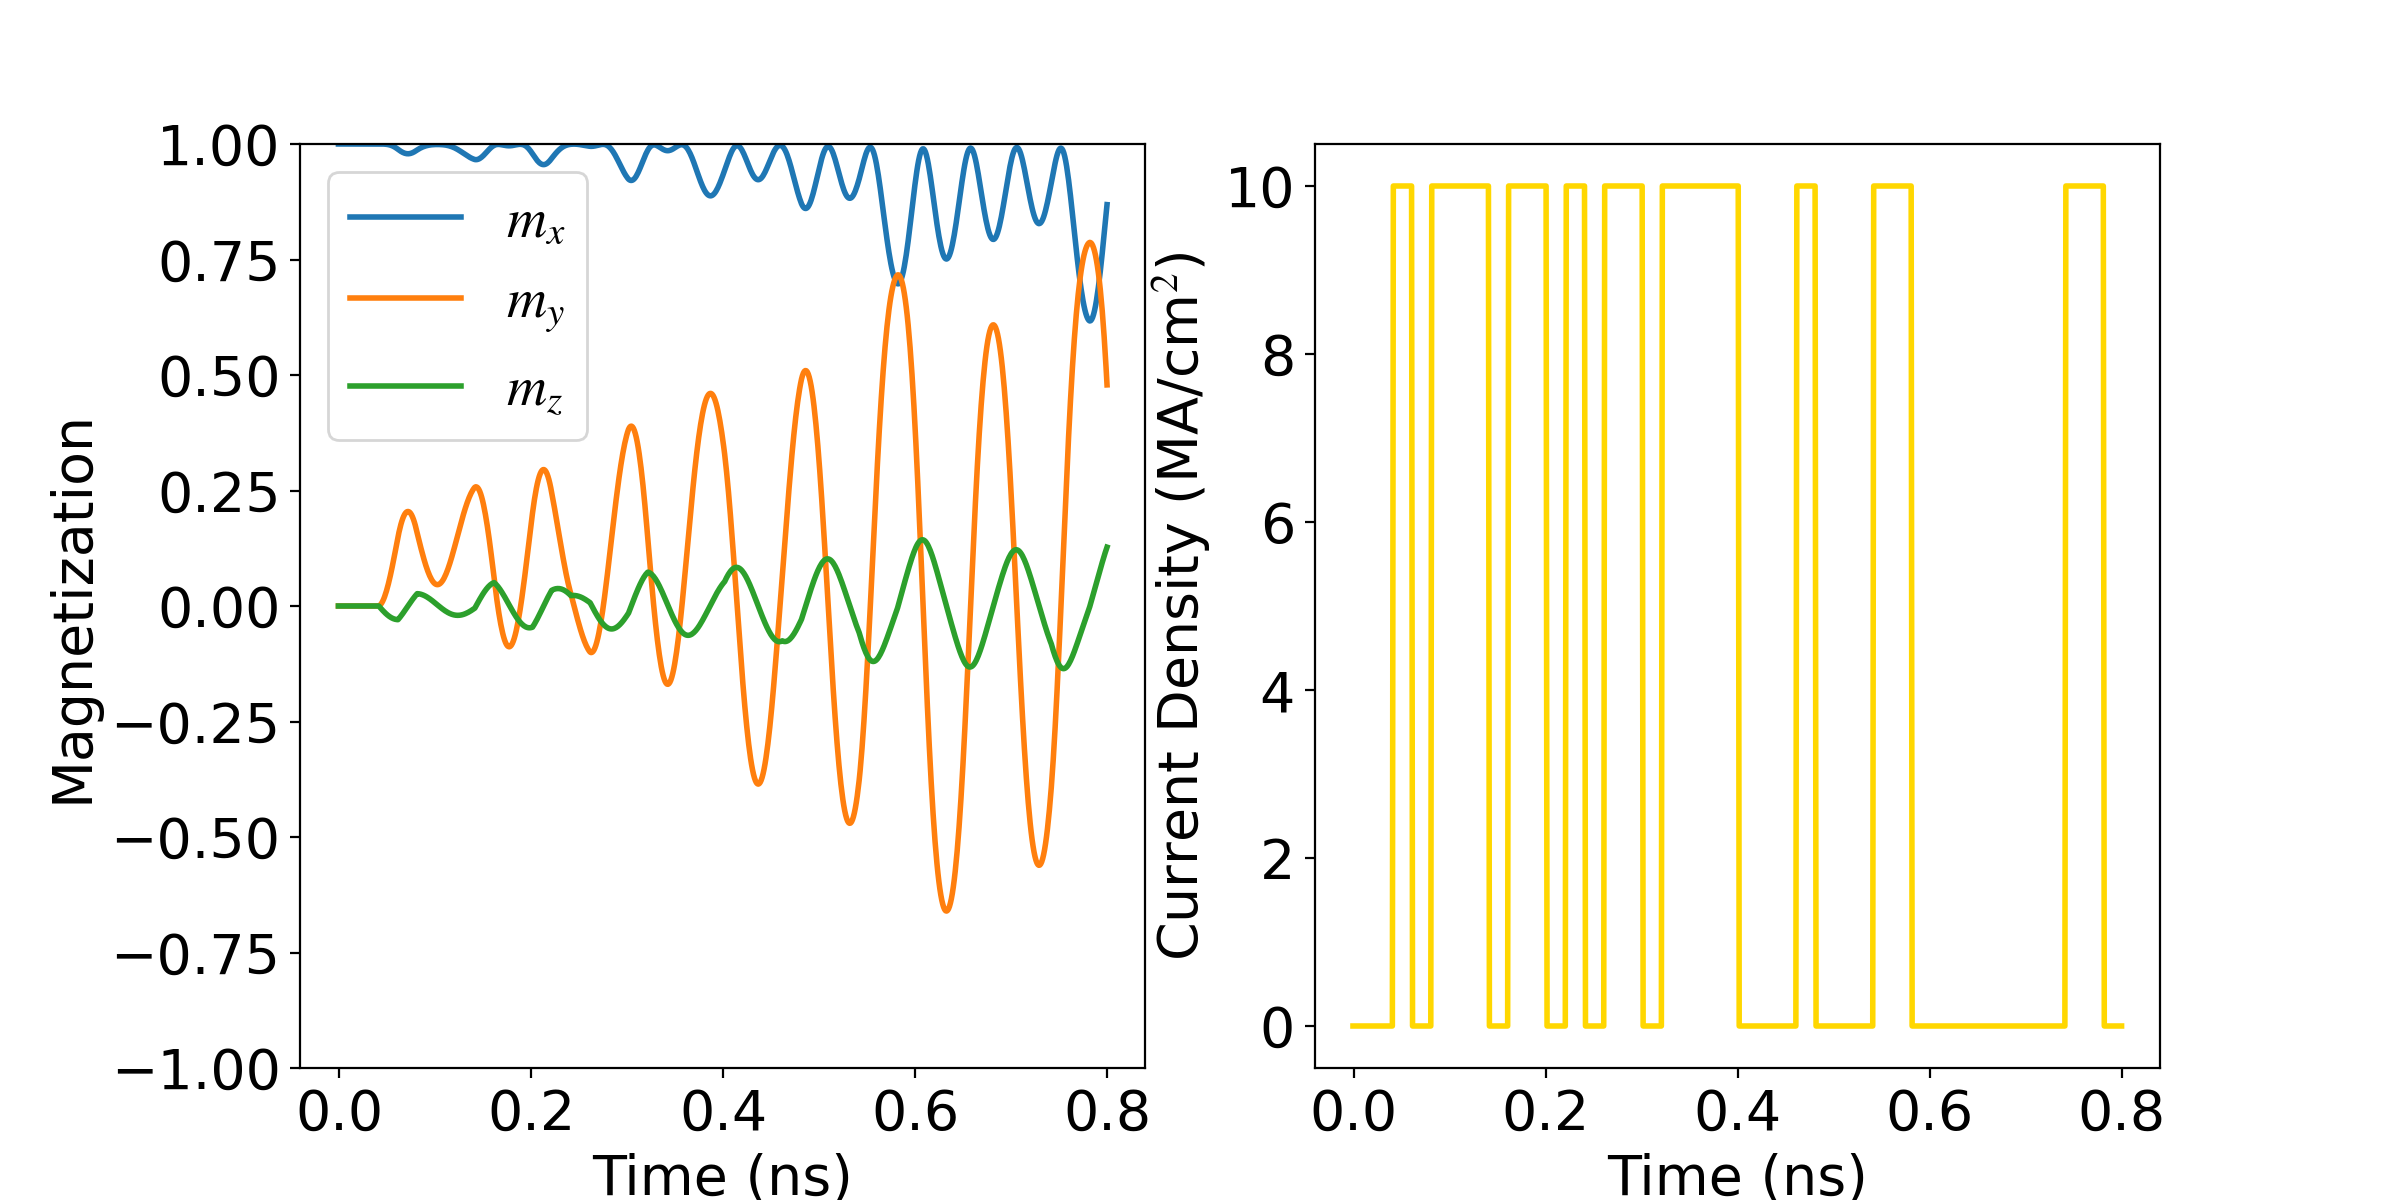 Magnetization
1.00
0.75
0.50
0.25
0.00
−0.25
−0.50
−0.75
−1.00
0.0 0.2 0.4 0.6 0.8
Time (ns)
m_x
m_y
m_z
Current Density (MA/cm²)
10
8
6
4
2
0
0.0 0.2 0.4 0.6 0.8
Time (ns)